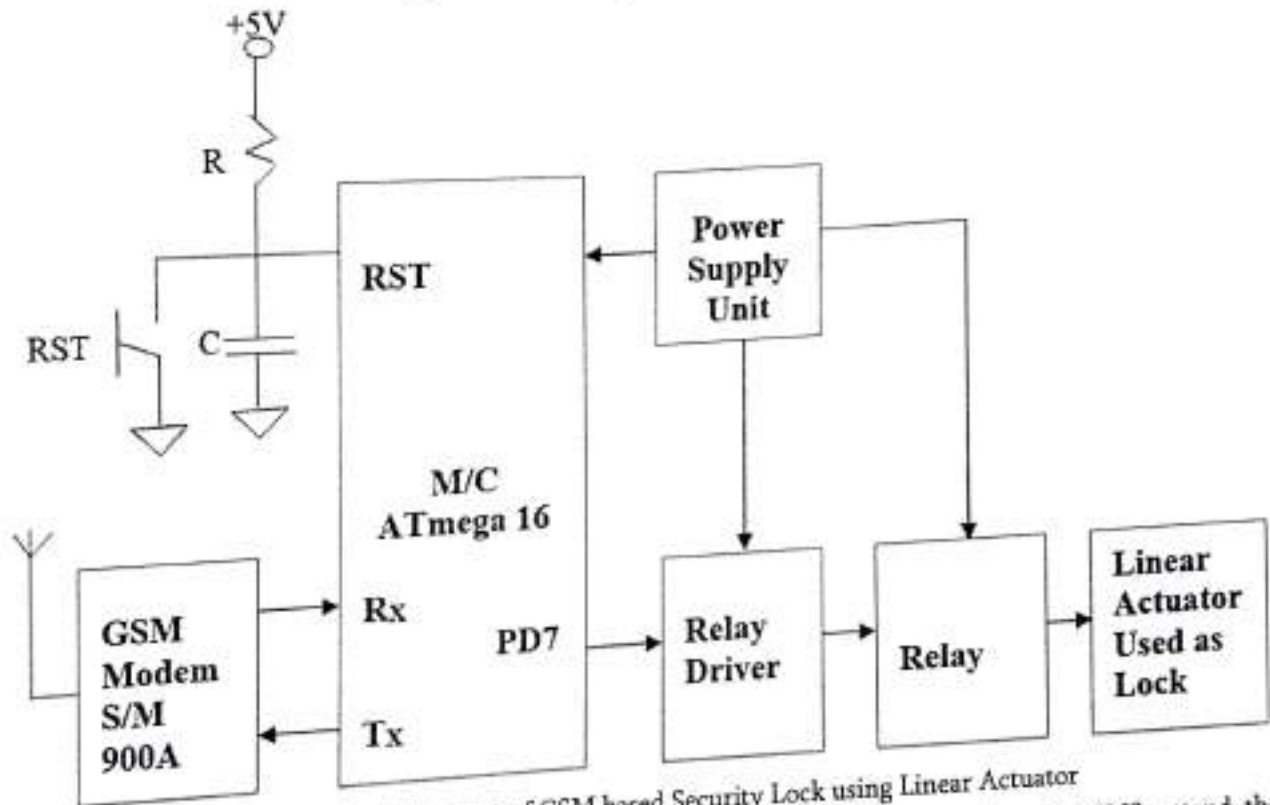 +5V
R
RST
RST
C
Power
Supply
Unit
M/C
ATmega 16
GSM
Modem
S/M
900A
Rx
Tx
PD7
Relay
Driver
Relay
Linear
Actuator
Used as
Lock
GSM based Security Lock using Linear Actuator